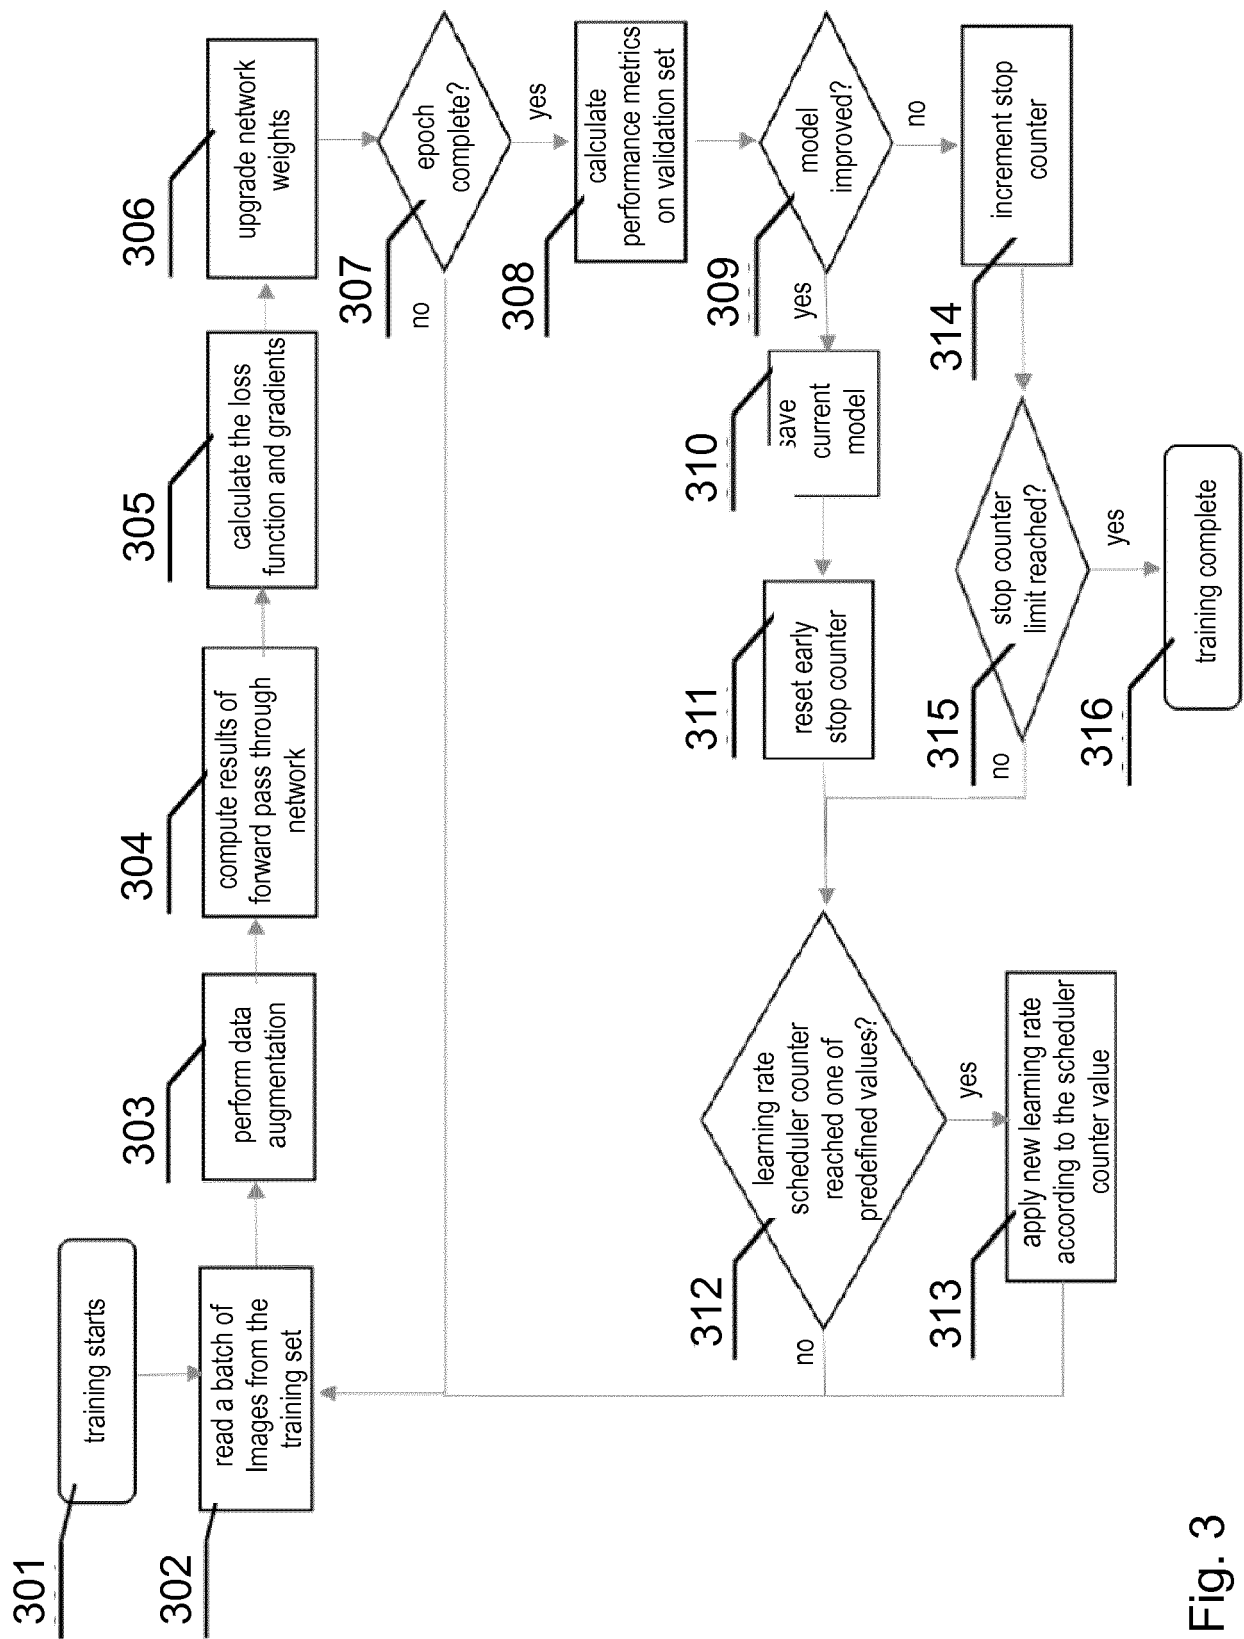 301
training starts
302
read a batch of
Images from the
training set
303
perform data
augmentation
304
compute results of
forward pass through
network
305
calculate the loss
function and gradients
306
upgrade network
weights
307
epoch
complete?
no
yes
308
calculate
performance metrics
on validation set
309
model
improved?
yes
no
310
save
current
model
311
reset early
stop counter
312
learning rate
scheduler counter
reached one of
predefined values?
no
yes
313
apply new learning rate
according to the scheduler
counter value
314
increment stop
counter
315
stop counter
limit reached?
no
yes
316
training complete
Fig. 3